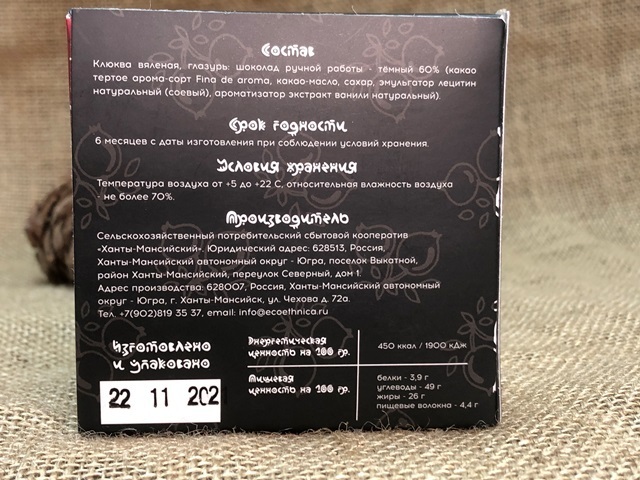 Состав
Клюква вяленая, глазурь: шоколад ручной работы - тёмный 60% (какао
тертое арома-сорт Fina de aroma, какао-масло, сахар, эмульгатор лецитин
натуральный (соевый), ароматизатор экстракт ванили натуральный).
Срок годности
6 месяцев с даты изготовления при соблюдении условий хранения.
Условия хранения
Температура воздуха от +5 до +22 С, относительная влажность воздуха
- не более 70%.
Производитель
Сельскохозяйственный потребительский сбытовой кооператив
«Ханты-Мансийский». Юридический адрес: 628513, Россия,
Ханты-Мансийский автономный округ - Югра, поселок Выкатной,
район Ханты-Мансийский, переулок Северный, дом 1.
Адрес производства: 628007, Россия, Ханты-Мансийский автономный
округ - Югра, г. Ханты-Мансийск, ул. Чехова д. 72а.
Тел. +7(902)819 35 37, email: info@ecoethnica.ru
Изготовлено
и упаковано
22 11 202
Энергетическая
ценность на 100 гр.
450 ккал / 1900 кДж
Пищевая
ценность на 100 гр.
белки - 3,9 г
углеводы - 49 г
жиры - 26 г
пищевые волокна - 4,4 г